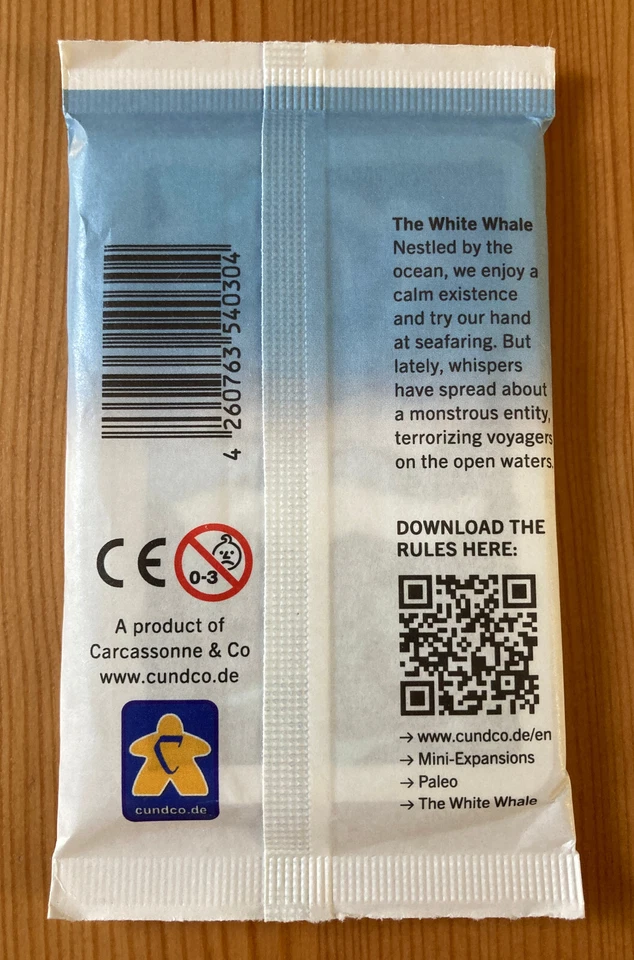 4 260763 540304
0-3
A product of
Carcassonne & Co
www.cundco.de
C
cundco.de
The White Whale
Nestled by the
ocean, we enjoy a
calm existence
and try our hand
at seafaring. But
lately, whispers
have spread about
a monstrous entity,
terrorizing voyagers
on the open waters.
DOWNLOAD THE
RULES HERE:
→ www.cundco.de/en
→ Mini-Expansions
→ Paleo
→ The White Whale